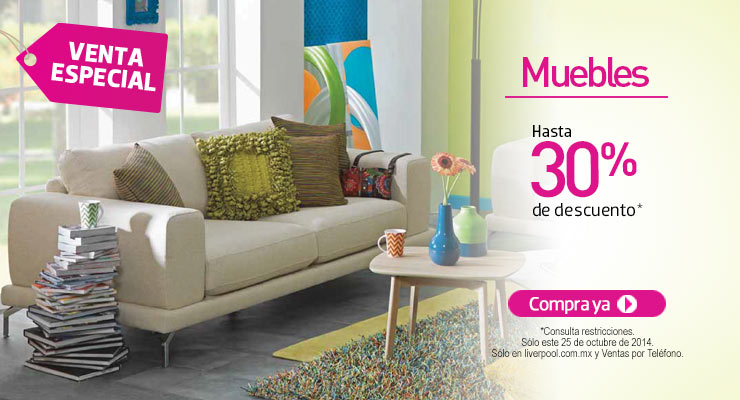 VENTA
ESPECIAL
Muebles
Hasta
30%
de descuento*
Compra ya
*Consulta restricciones.
Sólo este 25 de octubre de 2014.
Sólo en liverpool.com.mx y Ventas por Teléfono.